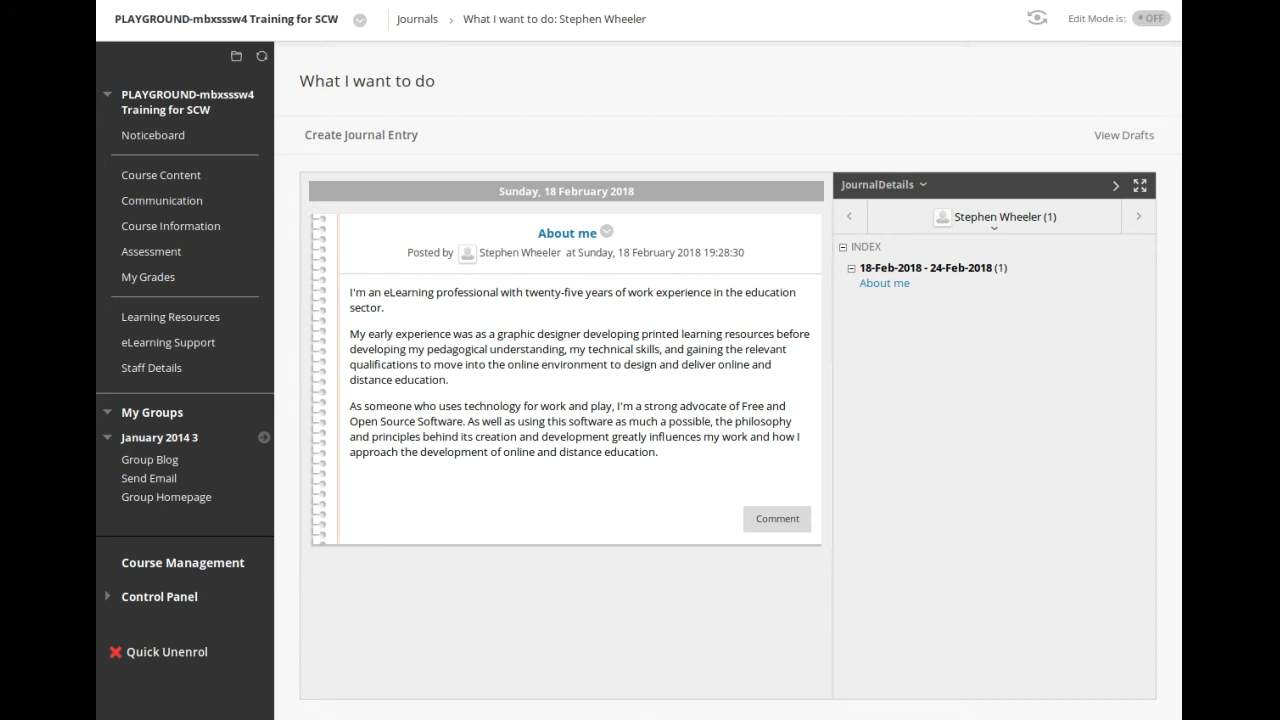 PLAYGROUND-mbxsssw4 Training for SCW
Journals
What I want to do: Stephen Wheeler
Edit Mode is:
OFF
PLAYGROUND-mbxsssw4
Training for SCW
Noticeboard
Course Content
Communication
Course Information
Assessment
My Grades
Learning Resources
eLearning Support
Staff Details
My Groups
January 2014 3
Group Blog
Send Email
Group Homepage
Course Management
Control Panel
Quick Unenrol
What I want to do
Create Journal Entry
View Drafts
Sunday, 18 February 2018
About me
Posted by Stephen Wheeler at Sunday, 18 February 2018 19:28:30
I'm an eLearning professional with twenty-five years of work experience in the education
sector.
My early experience was as a graphic designer developing printed learning resources before
developing my pedagogical understanding, my technical skills, and gaining the relevant
qualifications to move into the online environment to design and deliver online and
distance education.
As someone who uses technology for work and play, I'm a strong advocate of Free and
Open Source Software. As well as using this software as much a possible, the philosophy
and principles behind its creation and development greatly influences my work and how I
approach the development of online and distance education.
Comment
JournalDetails
Stephen Wheeler (1)
INDEX
18-Feb-2018 - 24-Feb-2018 (1)
About me